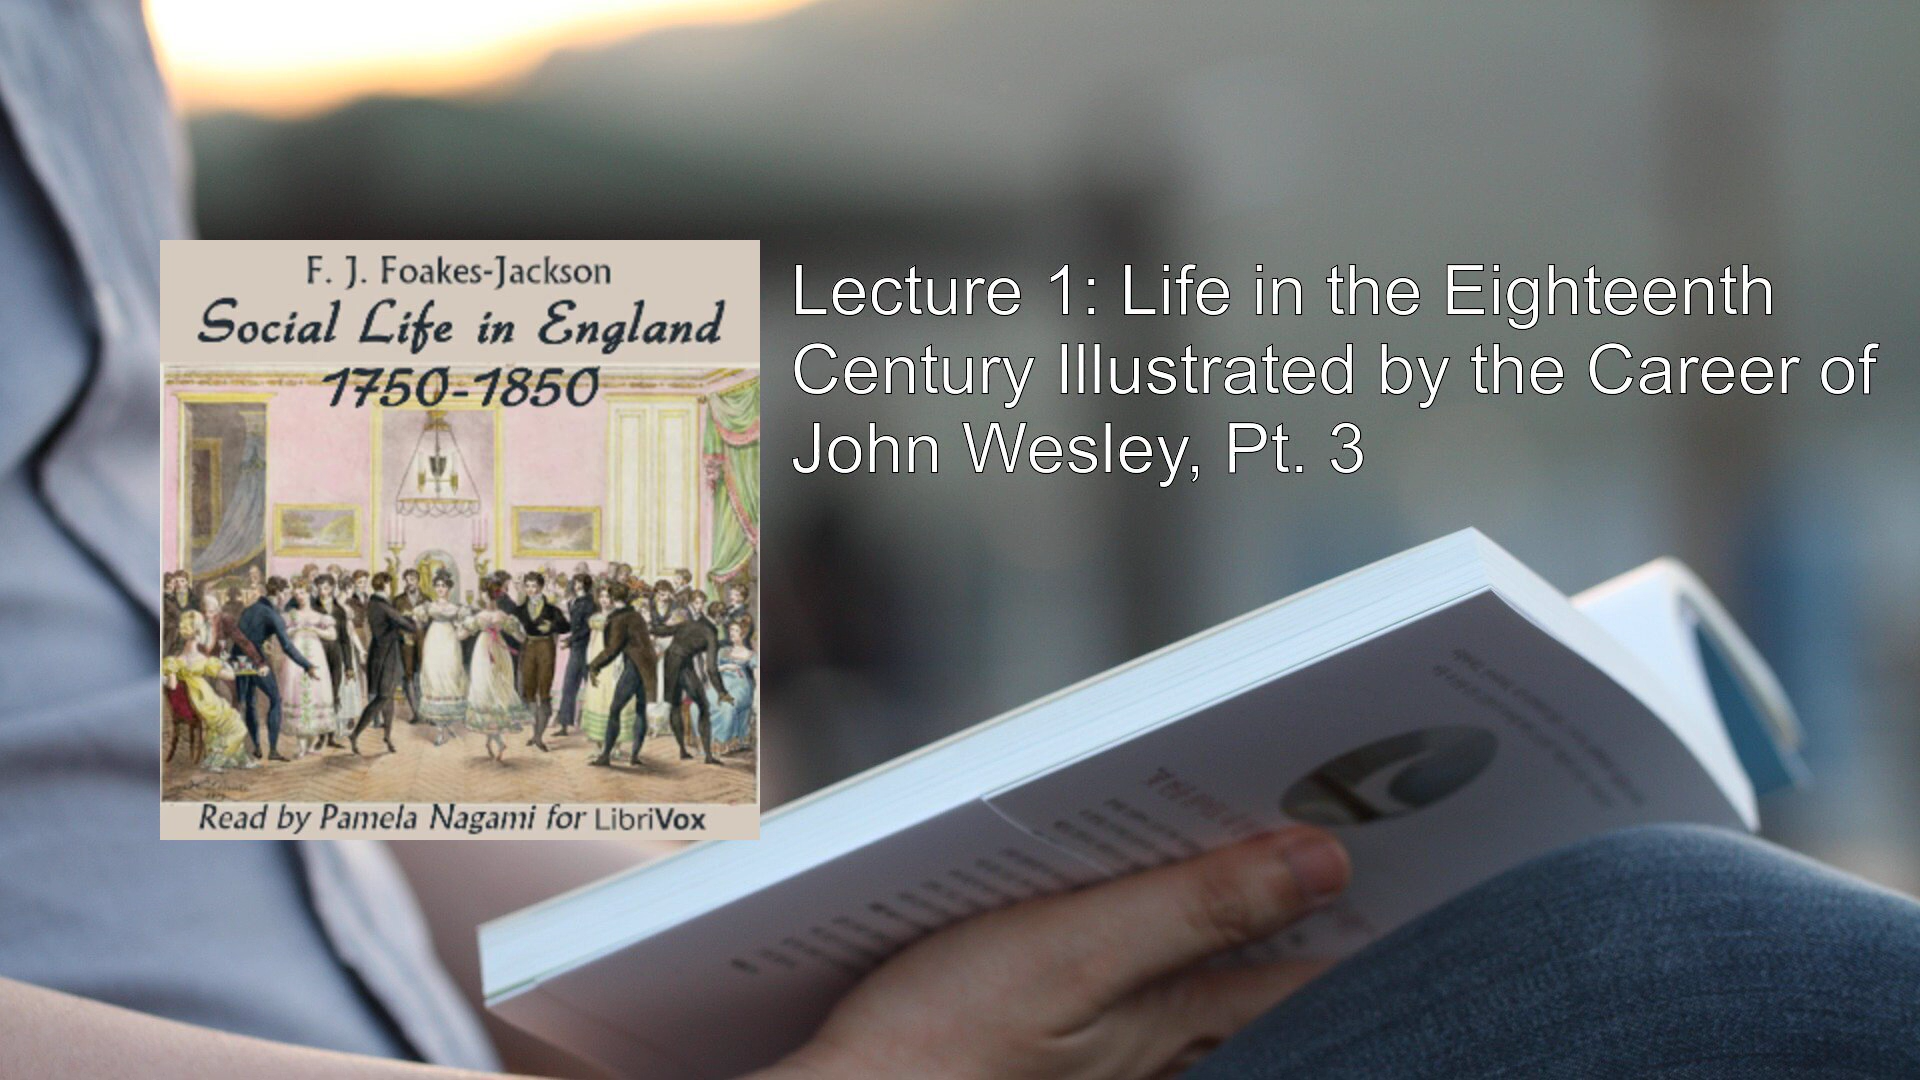 F. J. Foakes-Jackson
Social Life in England
1750-1850
Read by Pamela Nagami for LibriVox
Lecture 1: Life in the Eighteenth
Century Illustrated by the Career of
John Wesley, Pt. 3